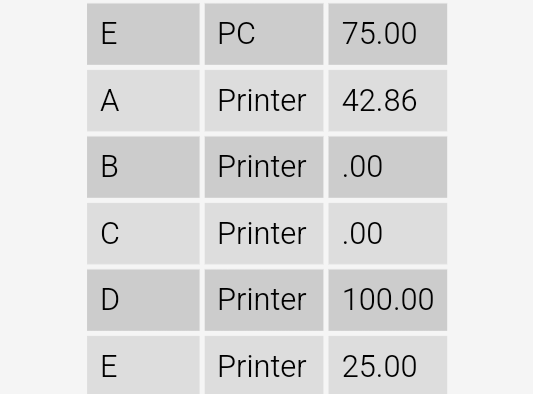 E PC 75.00
A Printer 42.86
B Printer .00
C Printer .00
D Printer 100.00
E Printer 25.00